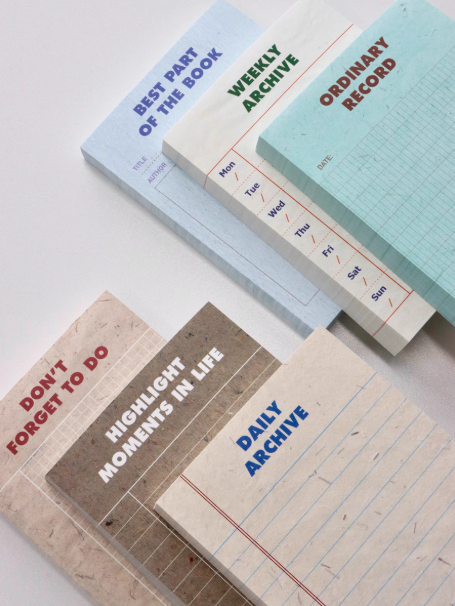 BEST PART
OF THE BOOK
TITLE
AUTHOR
WEEKLY
ARCHIVE
Mon
Tue
Wed
Thu
Fri
Sat
Sun
ORDINARY
RECORD
DATE:
DON'T
FORGET TO DO
HIGHLIGHT
MOMENTS IN LIFE
DAILY
ARCHIVE